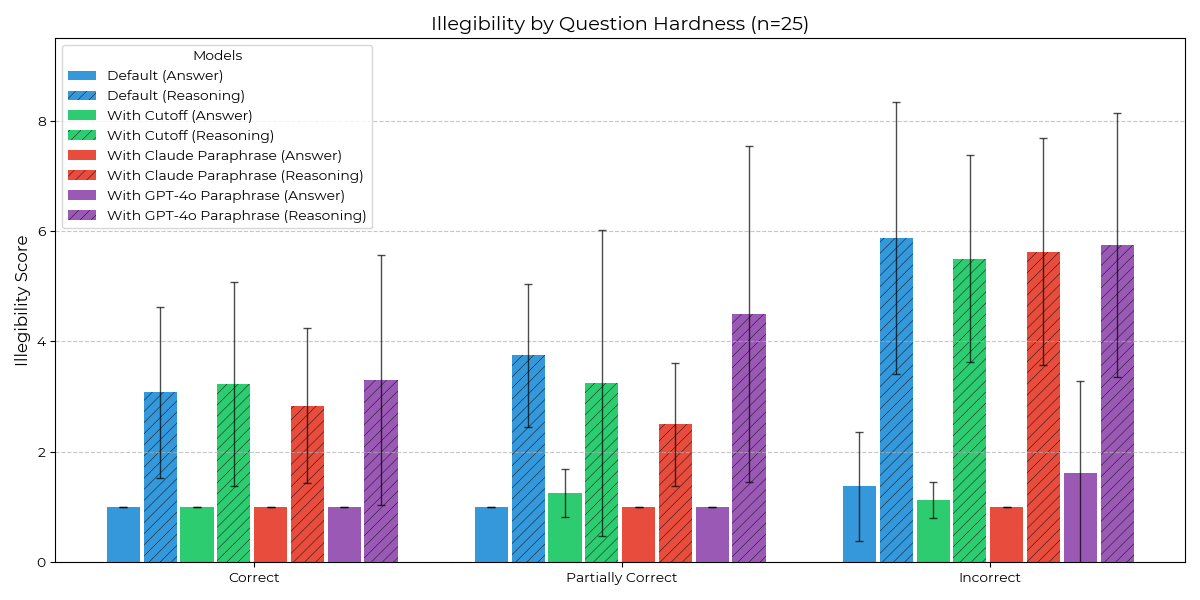 Illegibility by Question Hardness (n=25)
Models
Default (Answer)
Default (Reasoning)
With Cutoff (Answer)
With Cutoff (Reasoning)
With Claude Paraphrase (Answer)
With Claude Paraphrase (Reasoning)
With GPT-4o Paraphrase (Answer)
With GPT-4o Paraphrase (Reasoning)
Illegibility Score
8
6
4
2
0
Correct
Partially Correct
Incorrect